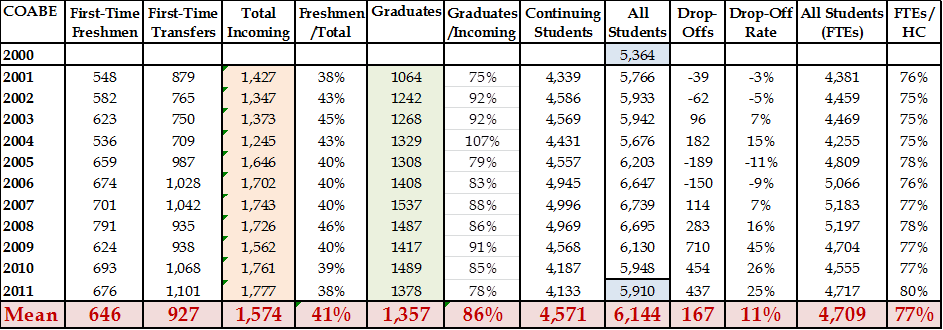 COABE First-Time Freshmen First-Time Transfers Total Incoming Freshmen /Total Graduates Graduates /Incoming Continuing Students All Students Drop-Offs Drop-Off Rate All Students (FTEs) FTEs/ HC
2000 5,364
2001 548 879 1,427 38% 1064 75% 4,339 5,766 -39 -3% 4,381 76%
2002 582 765 1,347 43% 1242 92% 4,586 5,933 -62 -5% 4,459 75%
2003 623 750 1,373 45% 1268 92% 4,569 5,942 96 7% 4,469 75%
2004 536 709 1,245 43% 1329 107% 4,431 5,676 182 15% 4,255 75%
2005 659 987 1,646 40% 1308 79% 4,557 6,203 -189 -11% 4,809 78%
2006 674 1,028 1,702 40% 1408 83% 4,945 6,647 -150 -9% 5,066 76%
2007 701 1,042 1,743 40% 1537 88% 4,996 6,739 114 7% 5,183 77%
2008 791 935 1,726 46% 1487 86% 4,969 6,695 283 16% 5,197 78%
2009 624 938 1,562 40% 1417 91% 4,568 6,130 710 45% 4,704 77%
2010 693 1,068 1,761 39% 1489 85% 4,187 5,948 454 26% 4,555 77%
2011 676 1,101 1,777 38% 1378 78% 4,133 5,910 437 25% 4,717 80%
Mean 646 927 1,574 41% 1,357 86% 4,571 6,144 167 11% 4,709 77%